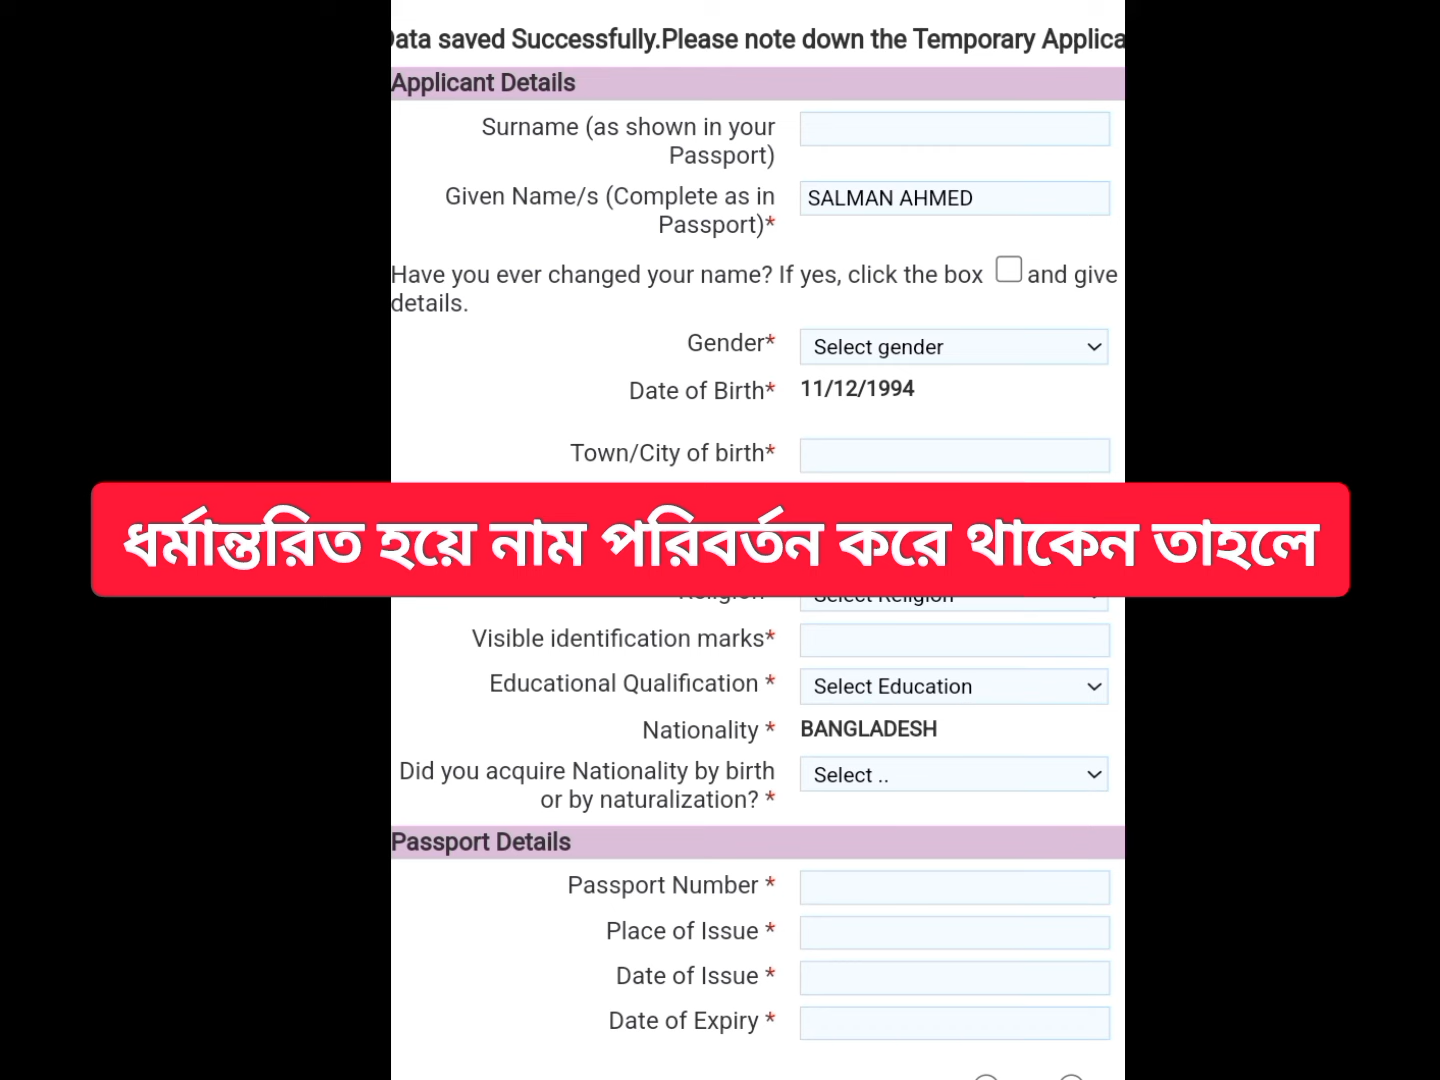 ata saved Successfully.Please note down the Temporary Applica
Applicant Details
Surname (as shown in your
Passport)
Given Name/s (Complete as in
Passport)*
SALMAN AHMED
Have you ever changed your name? If yes, click the box and give
details.
Gender*
Select gender
Date of Birth*
11/12/1994
Town/City of birth*
ধর্মান্তরিত হয়ে নাম পরিবর্তন করে থাকেন তাহলে
Religion
Select Religion
Visible identification marks*
Educational Qualification *
Select Education
Nationality *
BANGLADESH
Did you acquire Nationality by birth
or by naturalization? *
Select ..
Passport Details
Passport Number *
Place of Issue *
Date of Issue *
Date of Expiry *